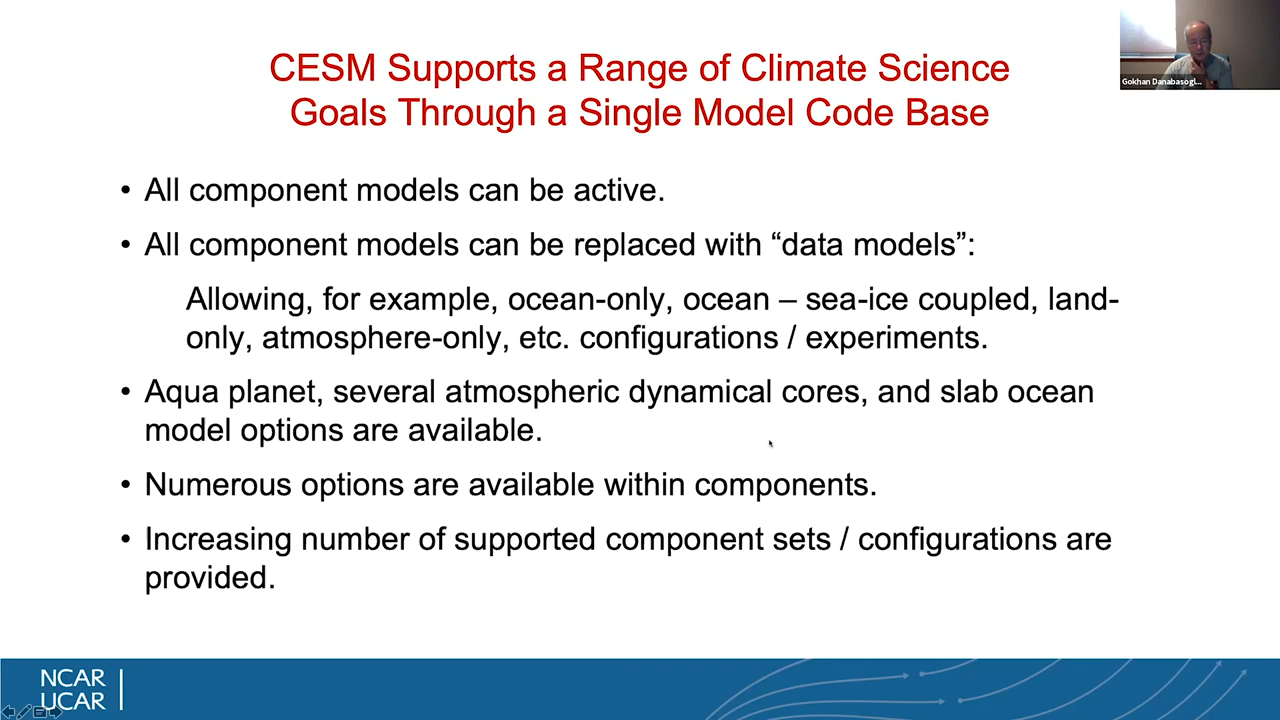 CESM Supports a Range of Climate Science
Goals Through a Single Model Code Base
Gokhan Danabasogl...
• All component models can be active.
• All component models can be replaced with “data models”:
Allowing, for example, ocean-only, ocean – sea-ice coupled, land-
only, atmosphere-only, etc. configurations / experiments.
• Aqua planet, several atmospheric dynamical cores, and slab ocean
model options are available.
• Numerous options are available within components.
• Increasing number of supported component sets / configurations are
provided.
NCAR
UCAR